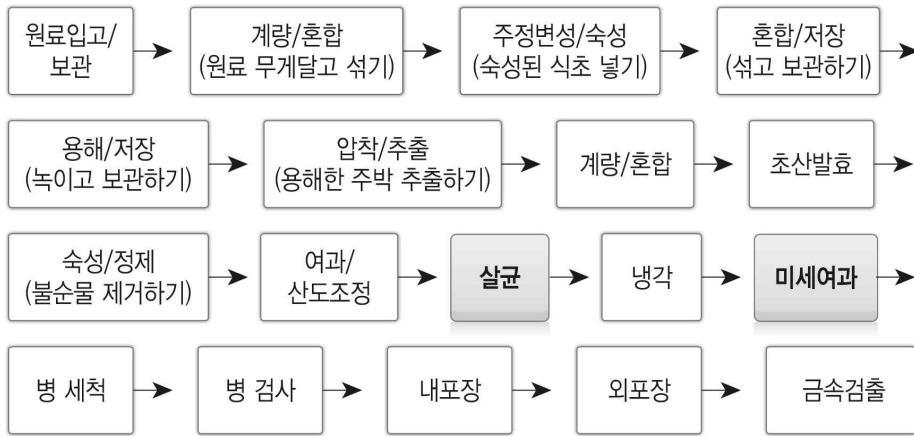 원료입고/
보관
계량/혼합
(원료 무게달고 섞기)
주정변성/숙성
(숙성된 식초 넣기)
혼합/저장
(섞고 보관하기)
용해/저장
(녹이고 보관하기)
압착/추출
(용해한 주박 추출하기)
계량/혼합
초산발효
숙성/정제
(불순물 제거하기)
여과/
산도조정
살균
냉각
미세여과
병 세척
병 검사
내포장
외포장
금속검출